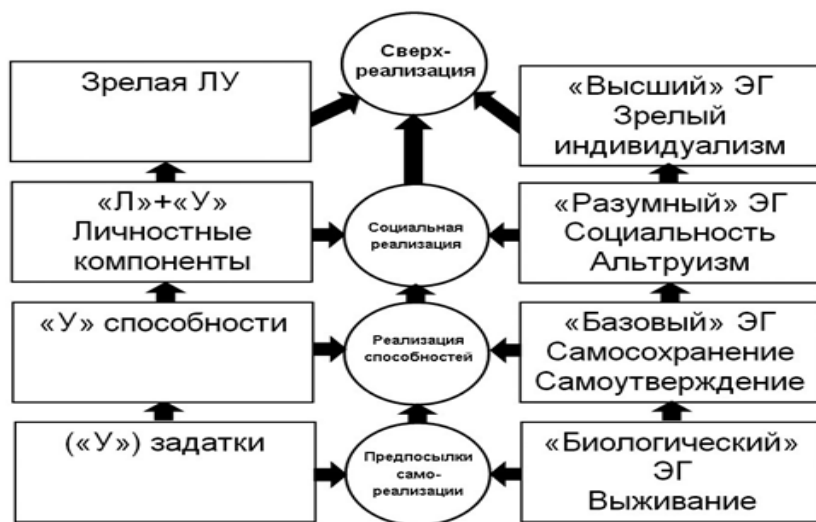 Сверх-
реализация
Зрелая ЛУ
«Высший» ЭГ
Зрелый
индивидуализм
«Л»+«У»
Личностные
компоненты
Социальная
реализация
«Разумный» ЭГ
Социальность
Альтруизм
«У» способности
Реализация
способностей
«Базовый» ЭГ
Самосохранение
Самоутверждение
(«У») задатки
Предпосылки
само-
реализации
«Биологический»
ЭГ
Выживание